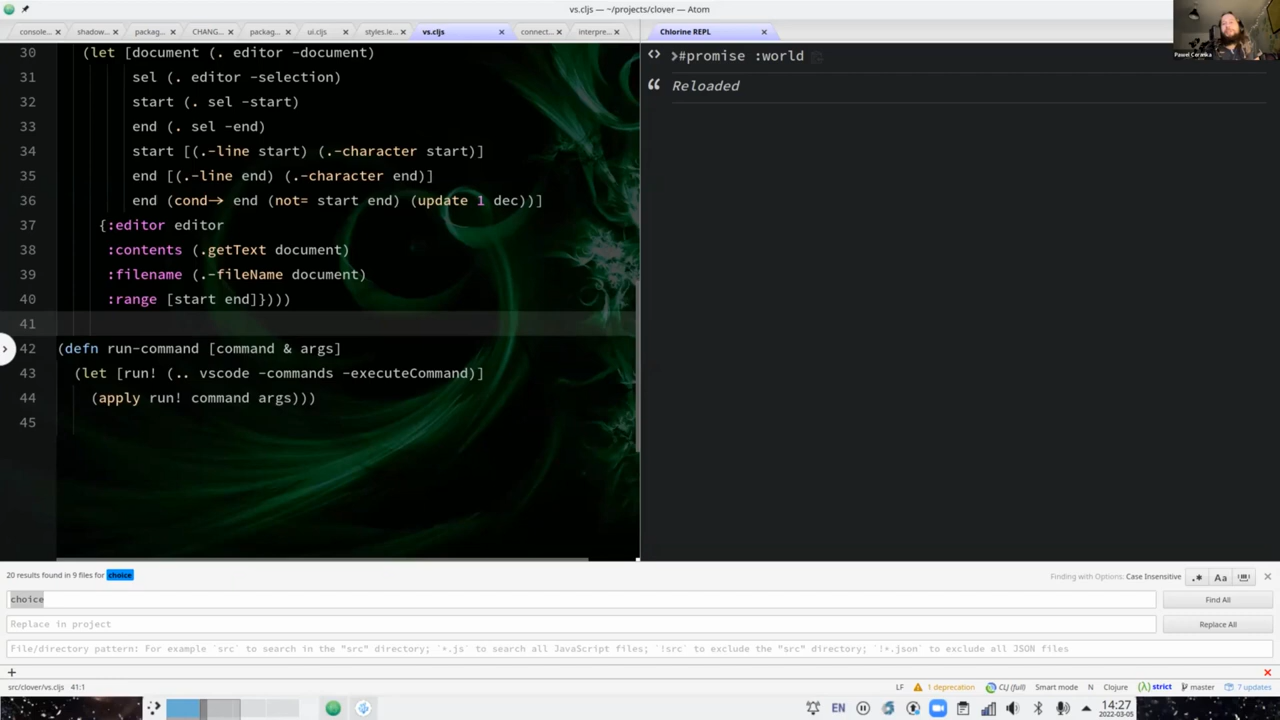 vs.cljs — ~/projects/clover — Atom
console... shadow... packag... CHANG... packag... ui.cljs styles.le... vs.cljs connect... interpre... Chlorine REPL
Pawel Ceranka
30 (let [document (. editor -document)
31 sel (. editor -selection)
32 start (. sel -start)
33 end (. sel -end)
34 start [(.-line start) (.-character start)]
35 end [(.-line end) (.-character end)]
36 end (cond-> end (not= start end) (update 1 dec))]
37 {:editor editor
38 :contents (.getText document)
39 :filename (.-fileName document)
40 :range [start end]})))
41
42 (defn run-command [command & args]
43 (let [run! (.. vscode -commands -executeCommand)]
44 (apply run! command args)))
45
#promise :world
Reloaded
20 results found in 9 files for choice
Finding with Options: Case Insensitive
.* Aa
choice
Find All
Replace in project
Replace All
File/directory pattern: For example `src` to search in the "src" directory; `*.js` to search all JavaScript files; `!src` to exclude the "src" directory; `!*.json` to exclude all JSON files
src/clover/vs.cljs 41:1
LF 1 deprecation CLJ (full) Smart mode N Clojure (λ) strict master 7 updates
EN
14:27
2022-03-05